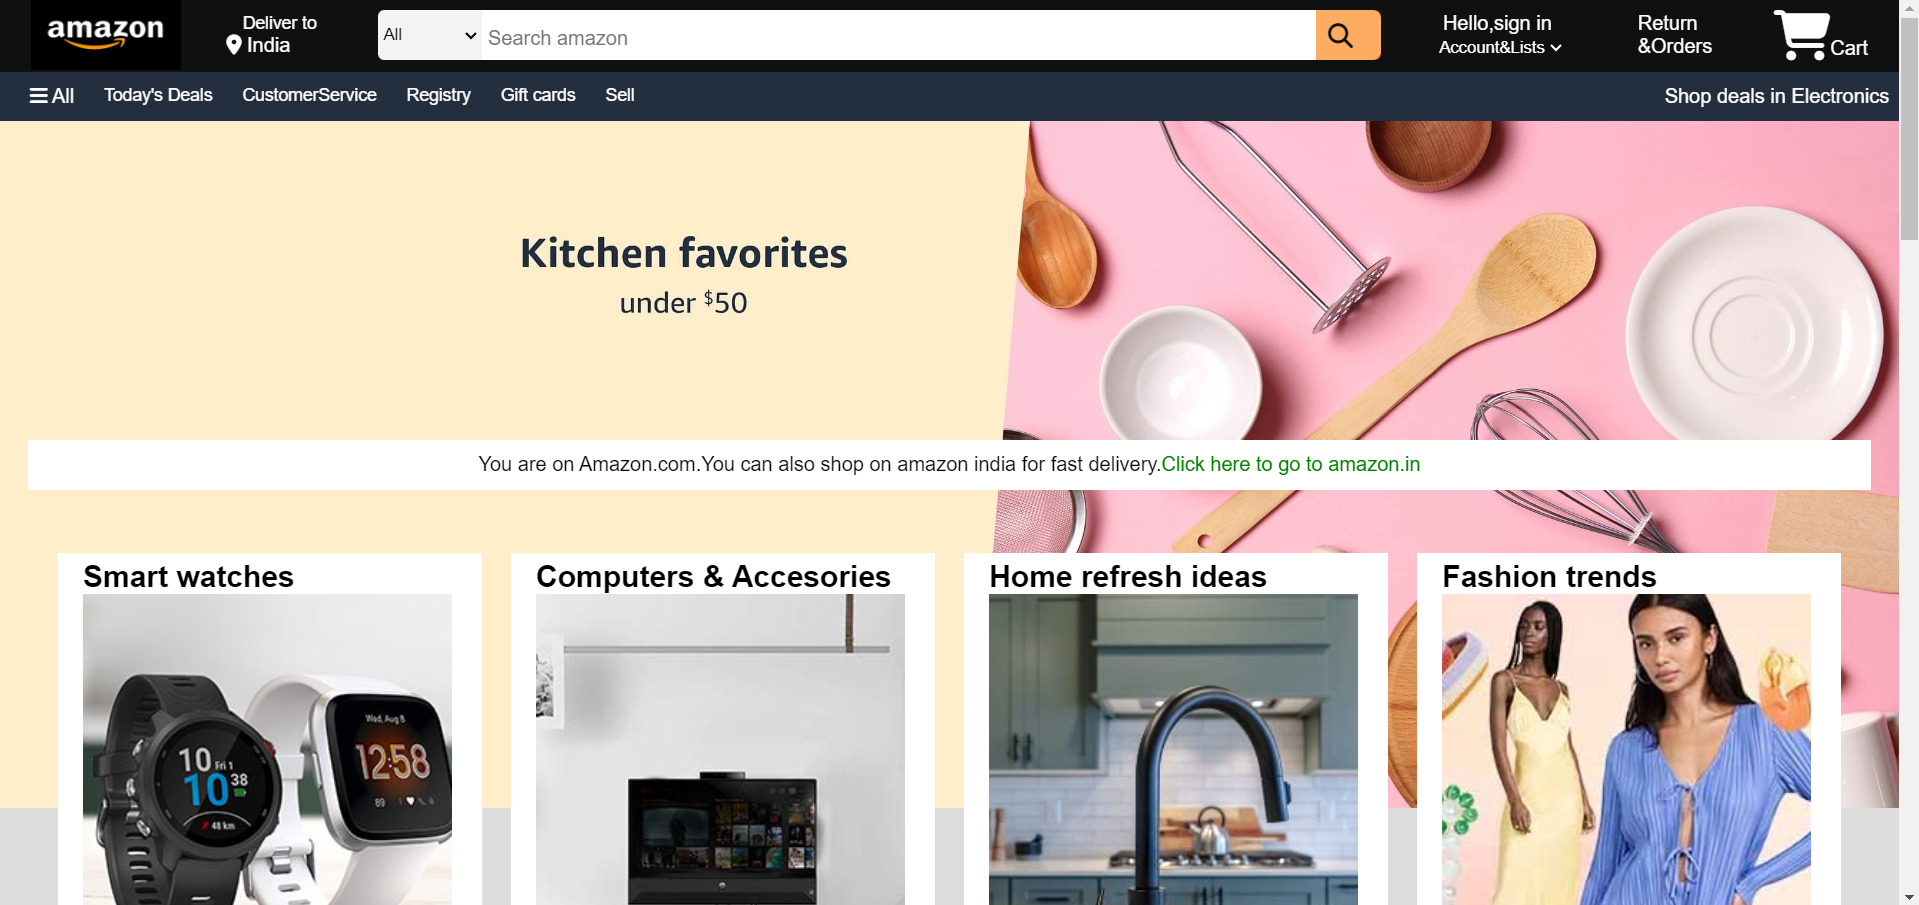 amazon
Deliver to
India
All
Search amazon
Hello,sign in
Account&Lists
Return
&Orders
Cart
All
Today's Deals
CustomerService
Registry
Gift cards
Sell
Shop deals in Electronics
Kitchen favorites
under $50
You are on Amazon.com.You can also shop on amazon india for fast delivery.Click here to go to amazon.in
Smart watches
Computers & Accesories
Home refresh ideas
Fashion trends
10 Fri 1
10 38
48 km
Wed, Aug 8
12:58
89